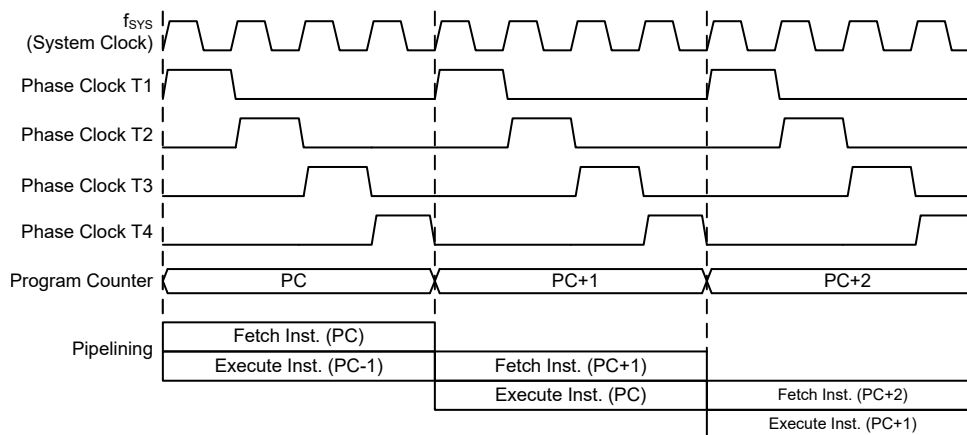 fSYS
(System Clock)
Phase Clock T1
Phase Clock T2
Phase Clock T3
Phase Clock T4
Program Counter PC PC+1 PC+2
Pipelining
Fetch Inst. (PC)
Execute Inst. (PC-1) Fetch Inst. (PC+1)
Execute Inst. (PC) Fetch Inst. (PC+2)
Execute Inst. (PC+1)